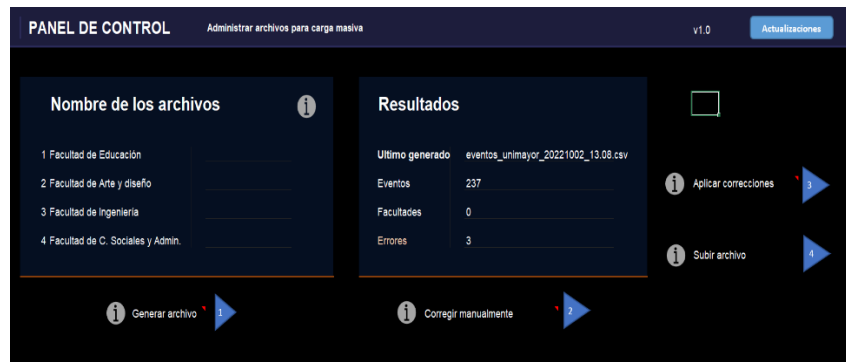 PANEL DE CONTROL Administrar archivos para carga masiva v1.0 Actualizaciones
Nombre de los archivos
1 Facultad de Educación
2 Facultad de Arte y diseño
3 Facultad de Ingeniería
4 Facultad de C. Sociales y Admin.
Generar archivo 1
Resultados
Ultimo generado eventos_unimayor_20221002_13.08.csv
Eventos 237
Facultades 0
Errores 3
Corregir manualmente 2
Aplicar correcciones 3
Subir archivo 4